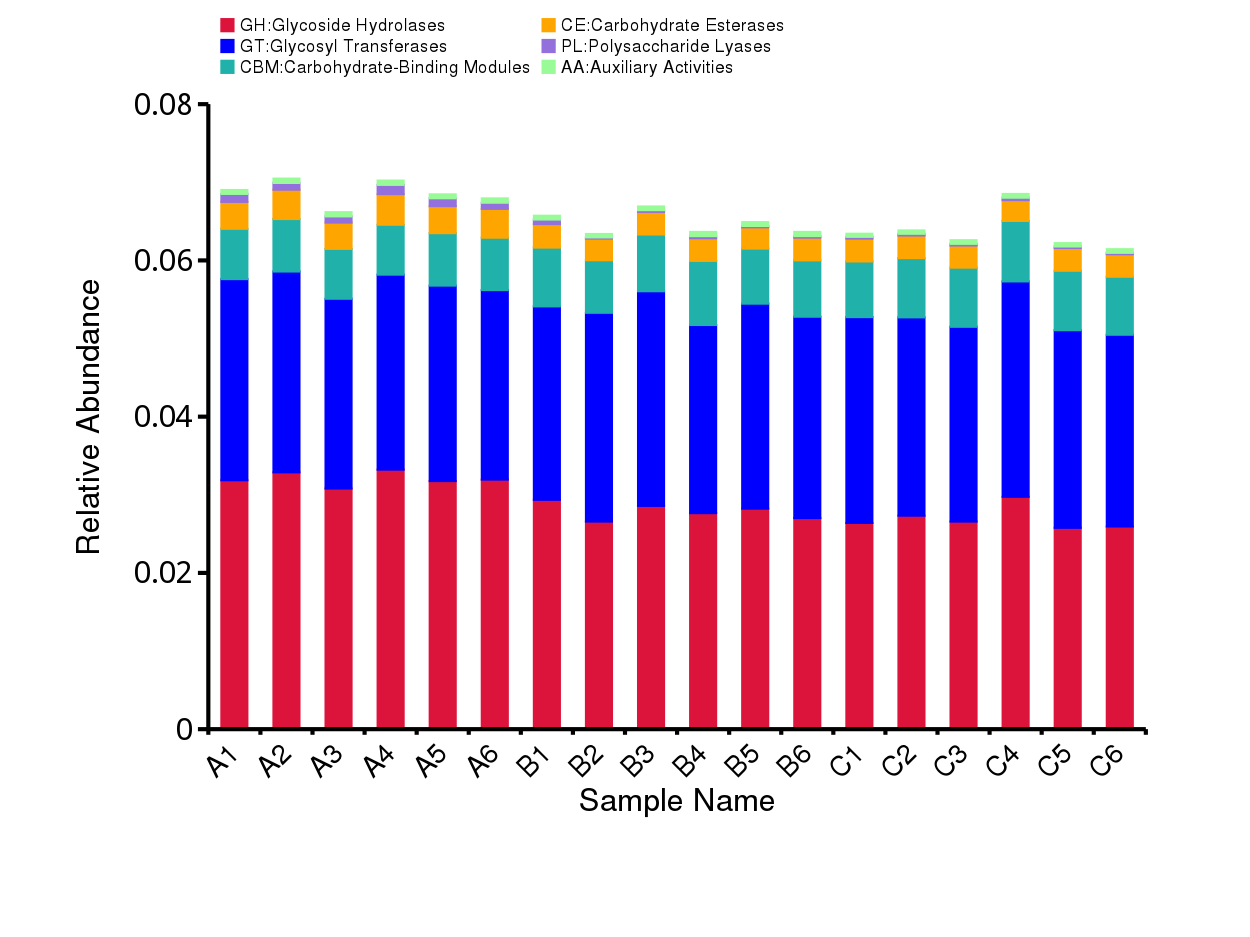 GH:Glycoside Hydrolases
CE:Carbohydrate Esterases
GT:Glycosyl Transferases
PL:Polysaccharide Lyases
CBM:Carbohydrate-Binding Modules
AA:Auxiliary Activities
0.08
0.06
0.04
0.02
0
Relative Abundance
A1 A2 A3 A4 A5 A6 B1 B2 B3 B4 B5 B6 C1 C2 C3 C4 C5 C6
Sample Name